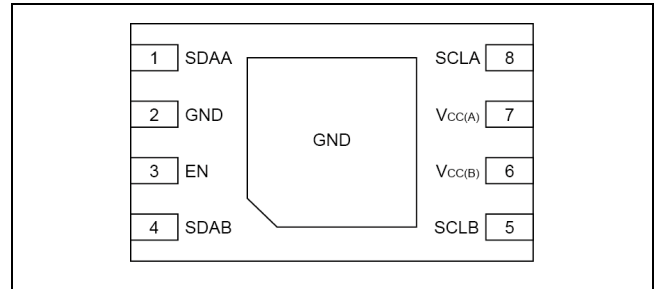 1 SDAA SCLA 8
2 GND VCC(A) 7
GND
3 EN VCC(B) 6
4 SDAB SCLB 5